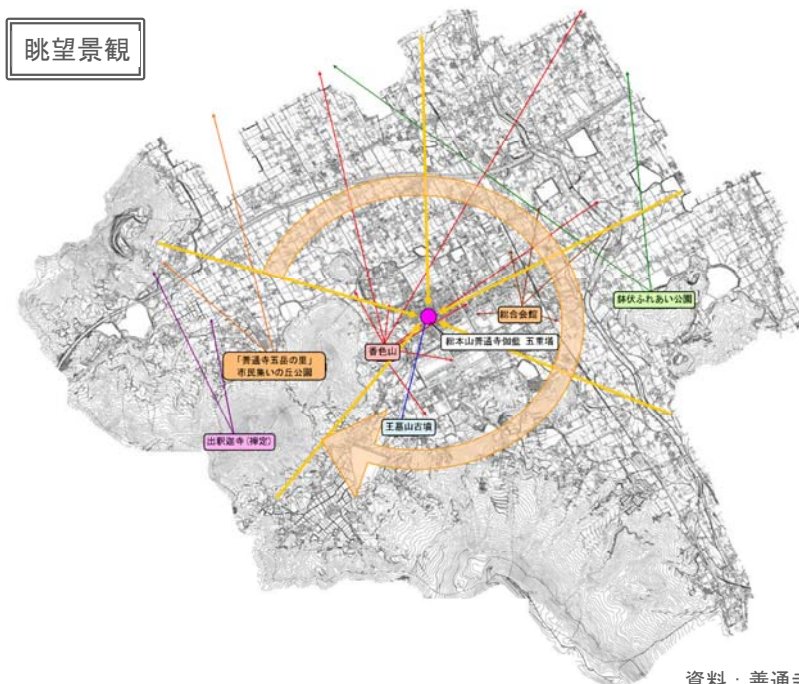 眺望景観
鉢伏ふれあい公園
総合会館
総本山善通寺伽藍 五重塔
香色山
「善通寺五岳の里」
市民集いの丘公園
王墓山古墳
出釈迦寺(禅定)
資料:善通寺